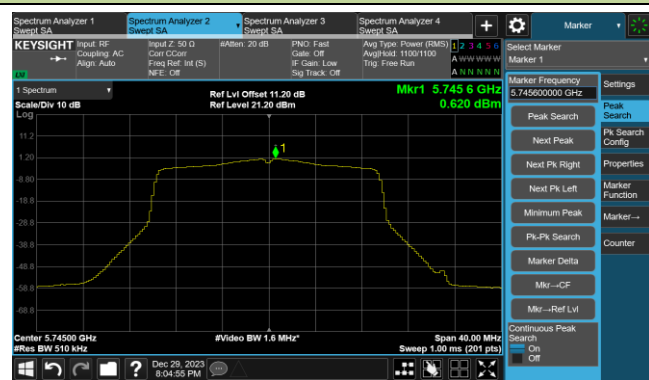 Spectrum Analyzer 1
Swept SA
Spectrum Analyzer 2
Swept SA
Spectrum Analyzer 3
Swept SA
Spectrum Analyzer 4
Swept SA
+
Marker
KEYSIGHT
Input: RF
Coupling: AC
Align: Auto
Input Z: 50 Ω
Corr CCorr
Freq Ref: Int (S)
NFE: Off
#Atten: 20 dB
PNO: Fast
Gate: Off
IF Gain: Low
Sig Track: Off
Avg Type: Power (RMS)
Avg|Hold: 1100/1100
Trig: Free Run
1 2 3 4 5 6
A W W W W W
A N N N N N
LVI
1 Spectrum
Scale/Div 10 dB
Ref Lvl Offset 11.20 dB
Ref Level 21.20 dBm
Mkr1 5.745 6 GHz
0.620 dBm
Log
11.2
1.20
-8.80
-18.8
-28.8
-38.8
-48.8
-58.8
-68.8
1
Center 5.74500 GHz
#Res BW 510 kHz
#Video BW 1.6 MHz*
Span 40.00 MHz
Sweep 1.00 ms (201 pts)
Select Marker
Marker 1
Marker Frequency
5.745600000 GHz
Peak Search
Next Peak
Next Pk Right
Next Pk Left
Minimum Peak
Pk-Pk Search
Marker Delta
Mkr→CF
Mkr→Ref Lvl
Continuous Peak
Search
On
Off
Settings
Peak
Search
Pk Search
Config
Properties
Marker
Function
Marker→
Counter
?
Dec 29, 2023
8:04:55 PM